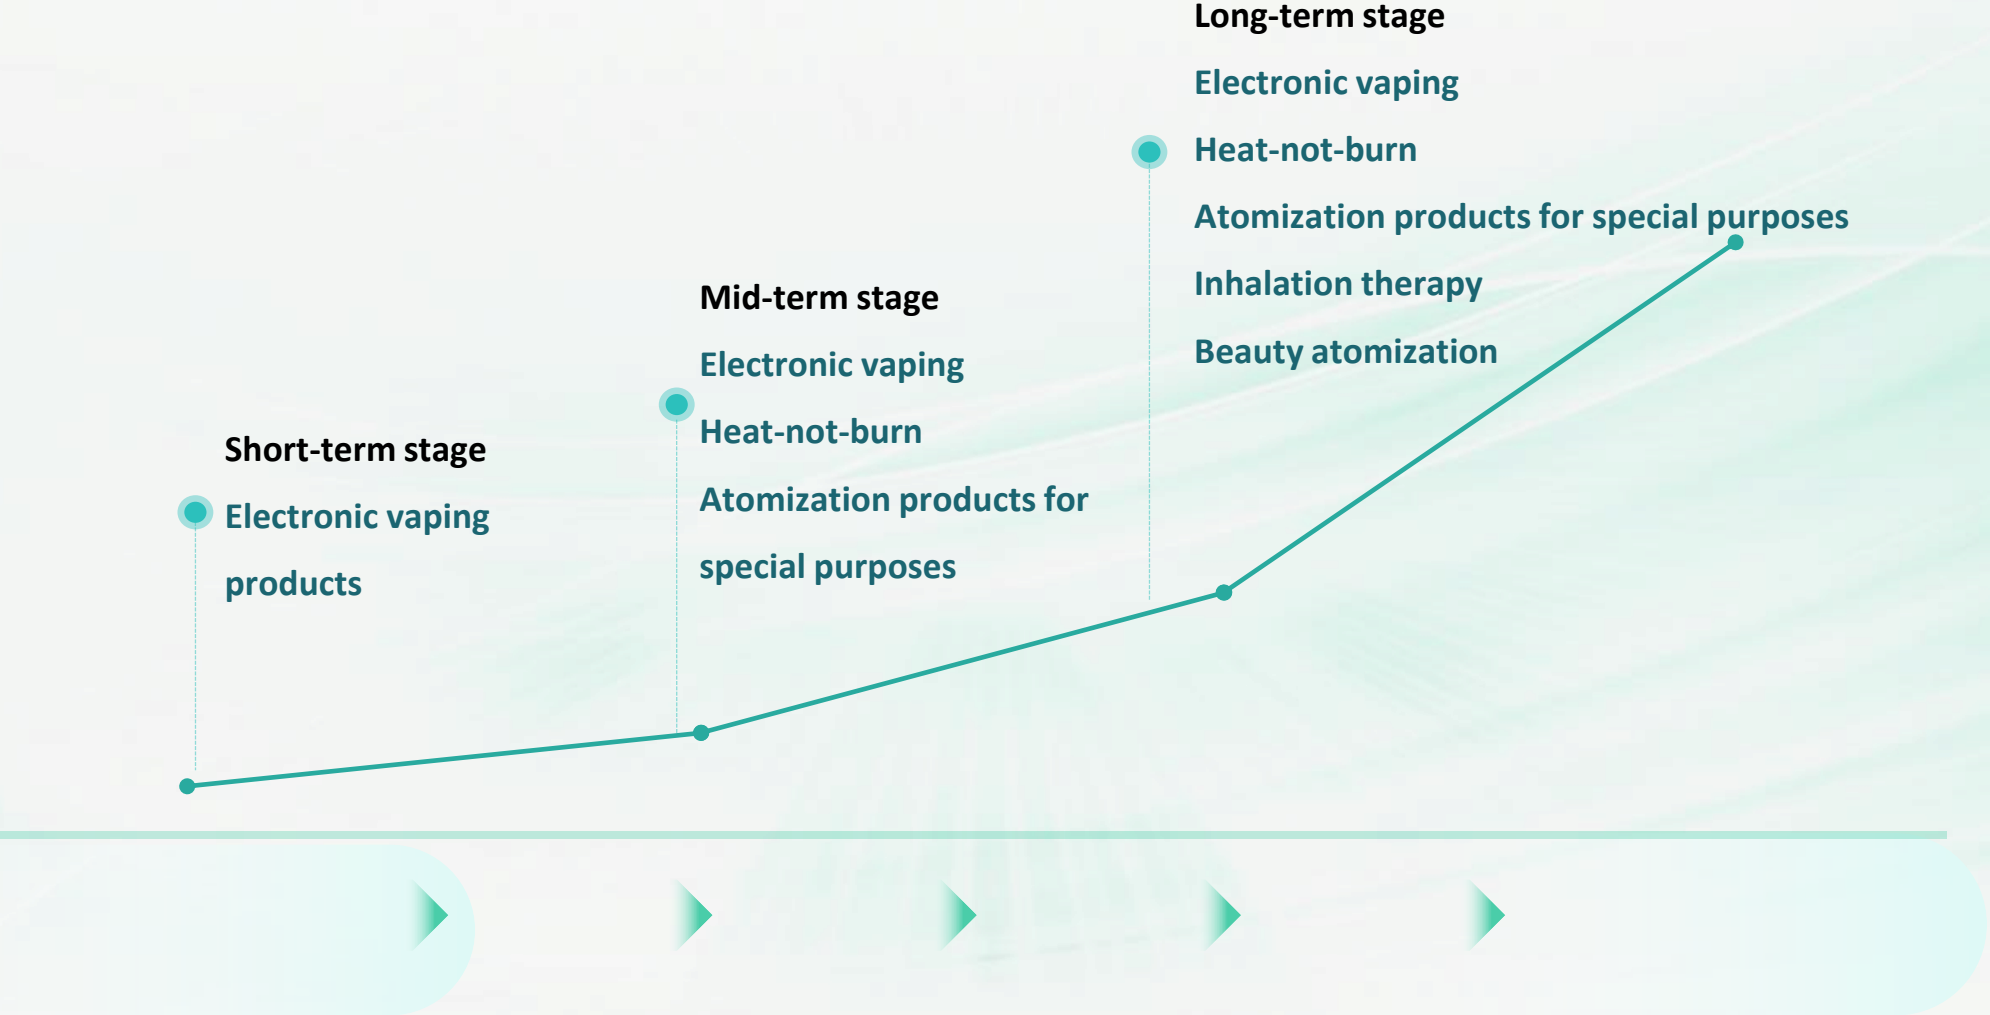 Short-term stage
Electronic vaping
products
Mid-term stage
Electronic vaping
Heat-not-burn
Atomization products for
special purposes
Long-term stage
Electronic vaping
Heat-not-burn
Atomization products for special purposes
Inhalation therapy
Beauty atomization